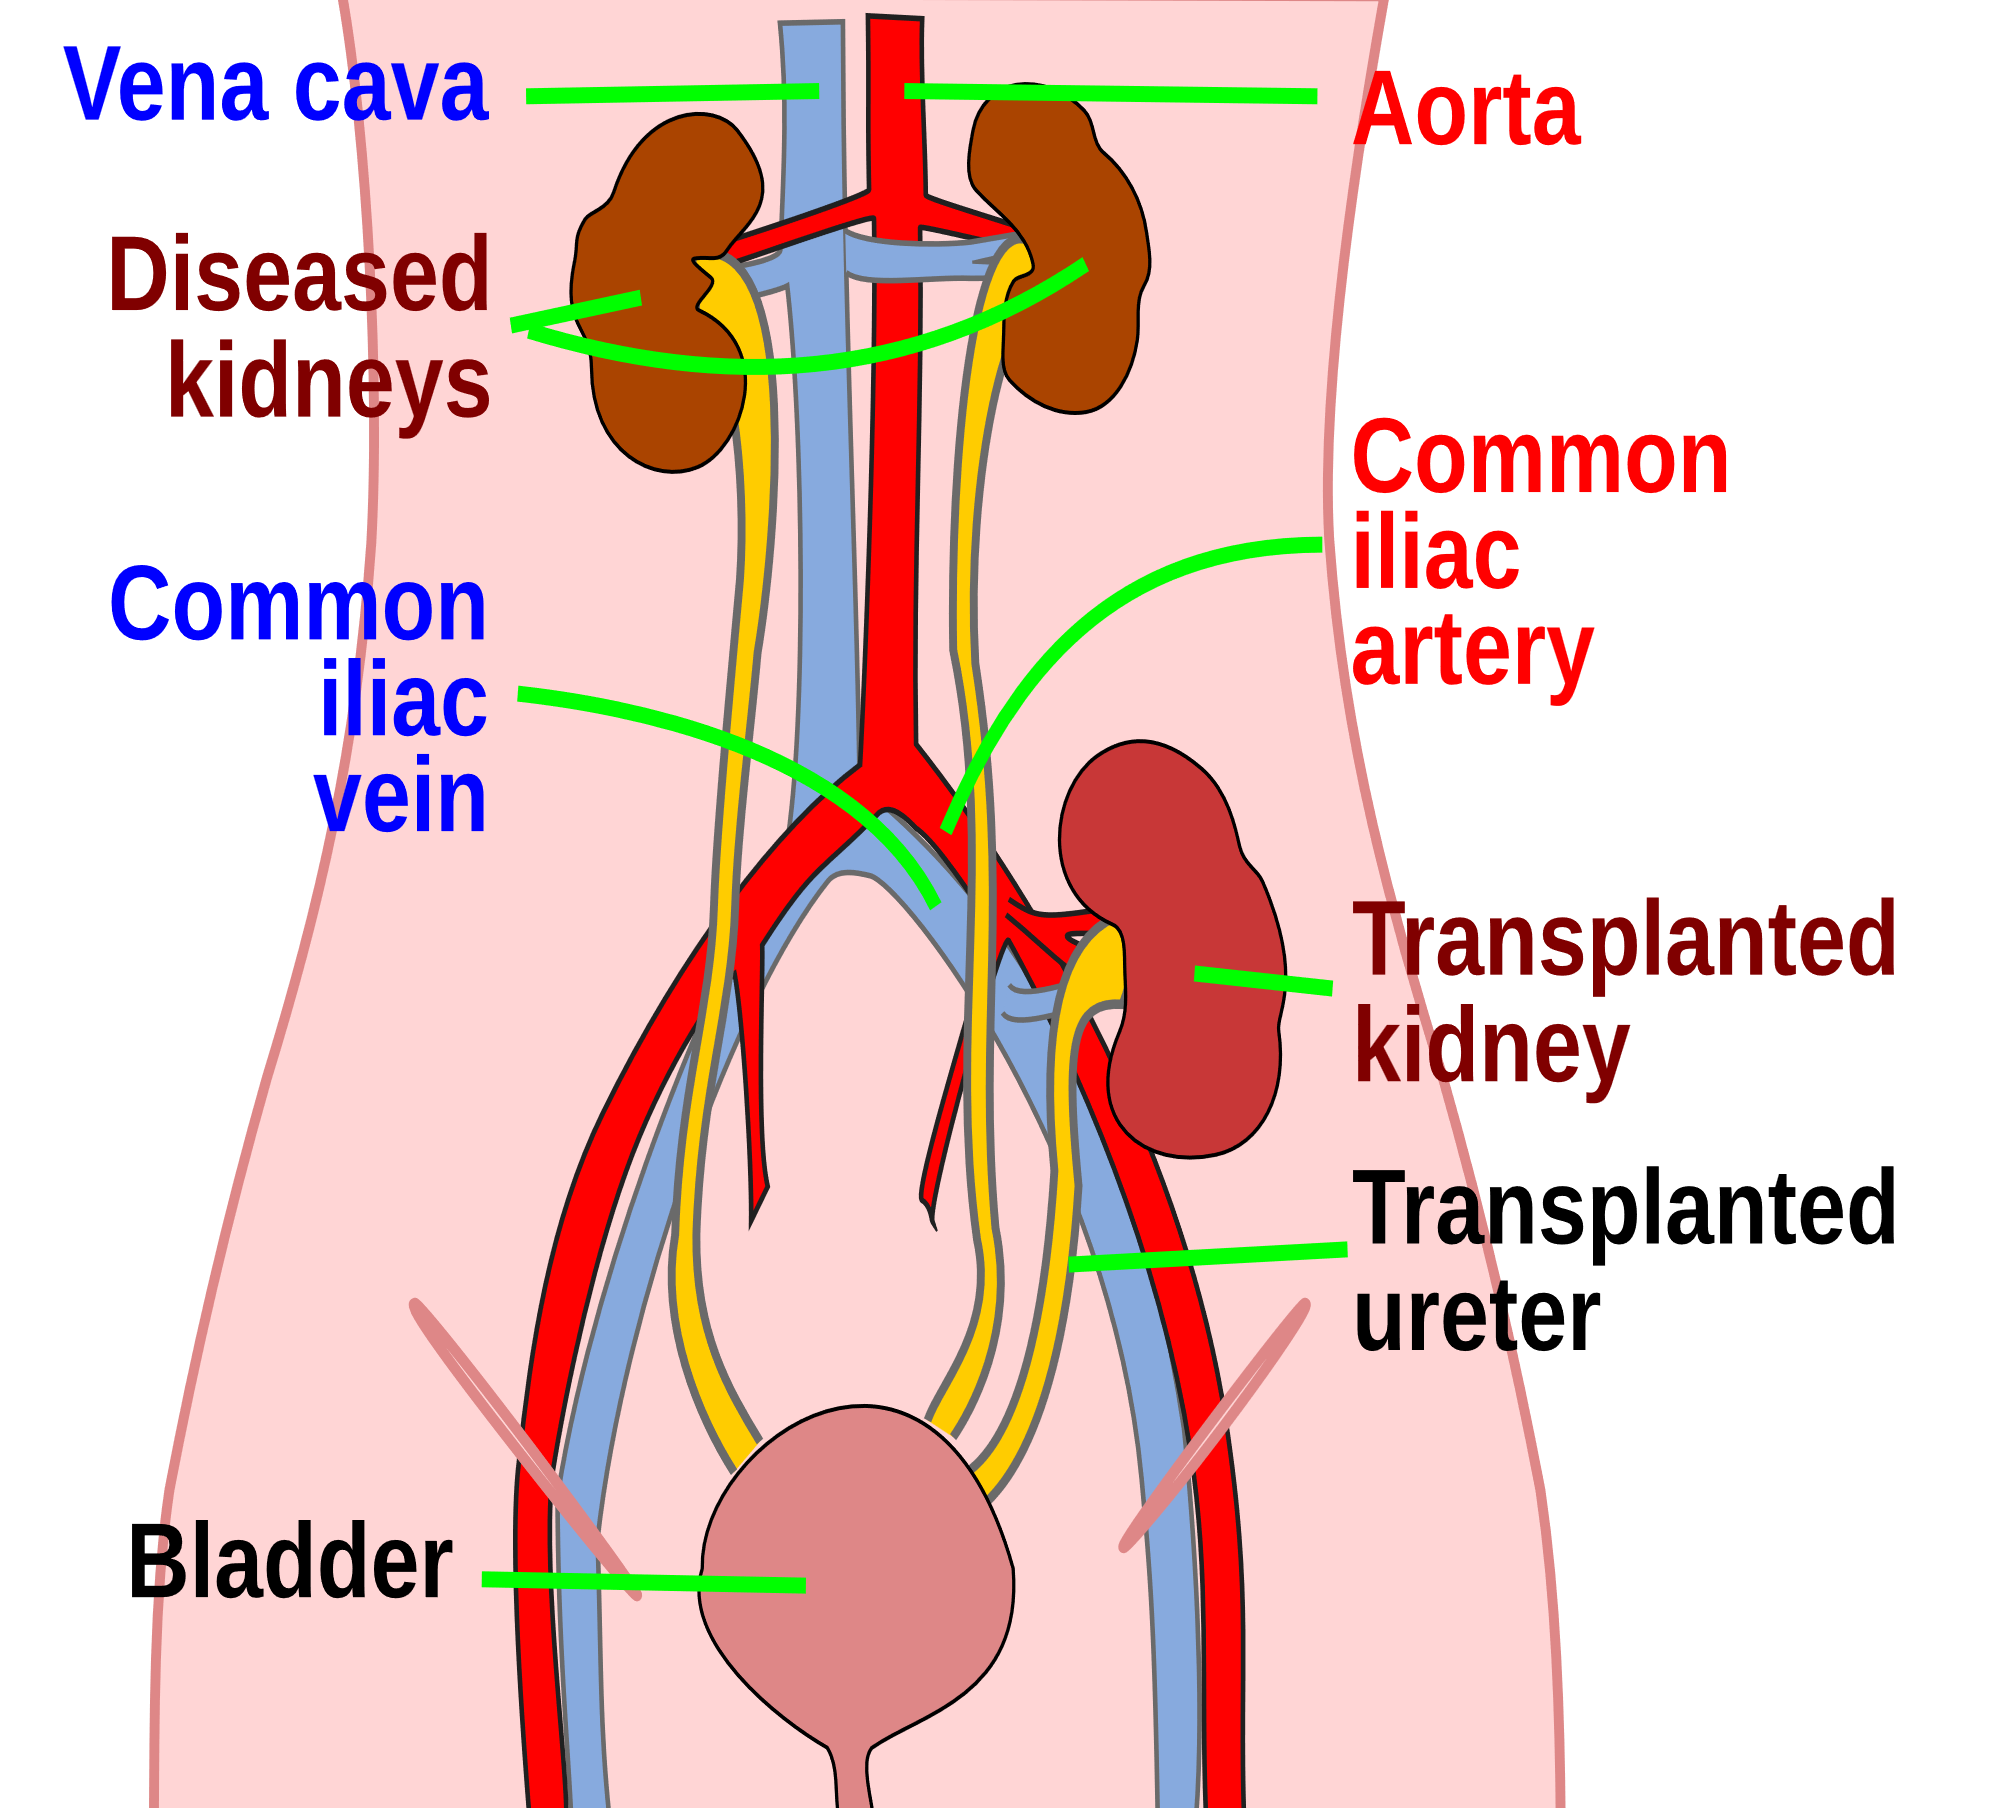 Vena cava
Aorta
Diseased
kidneys
Common
iliac
artery
Common
iliac
vein
Transplanted
kidney
Transplanted
ureter
Bladder